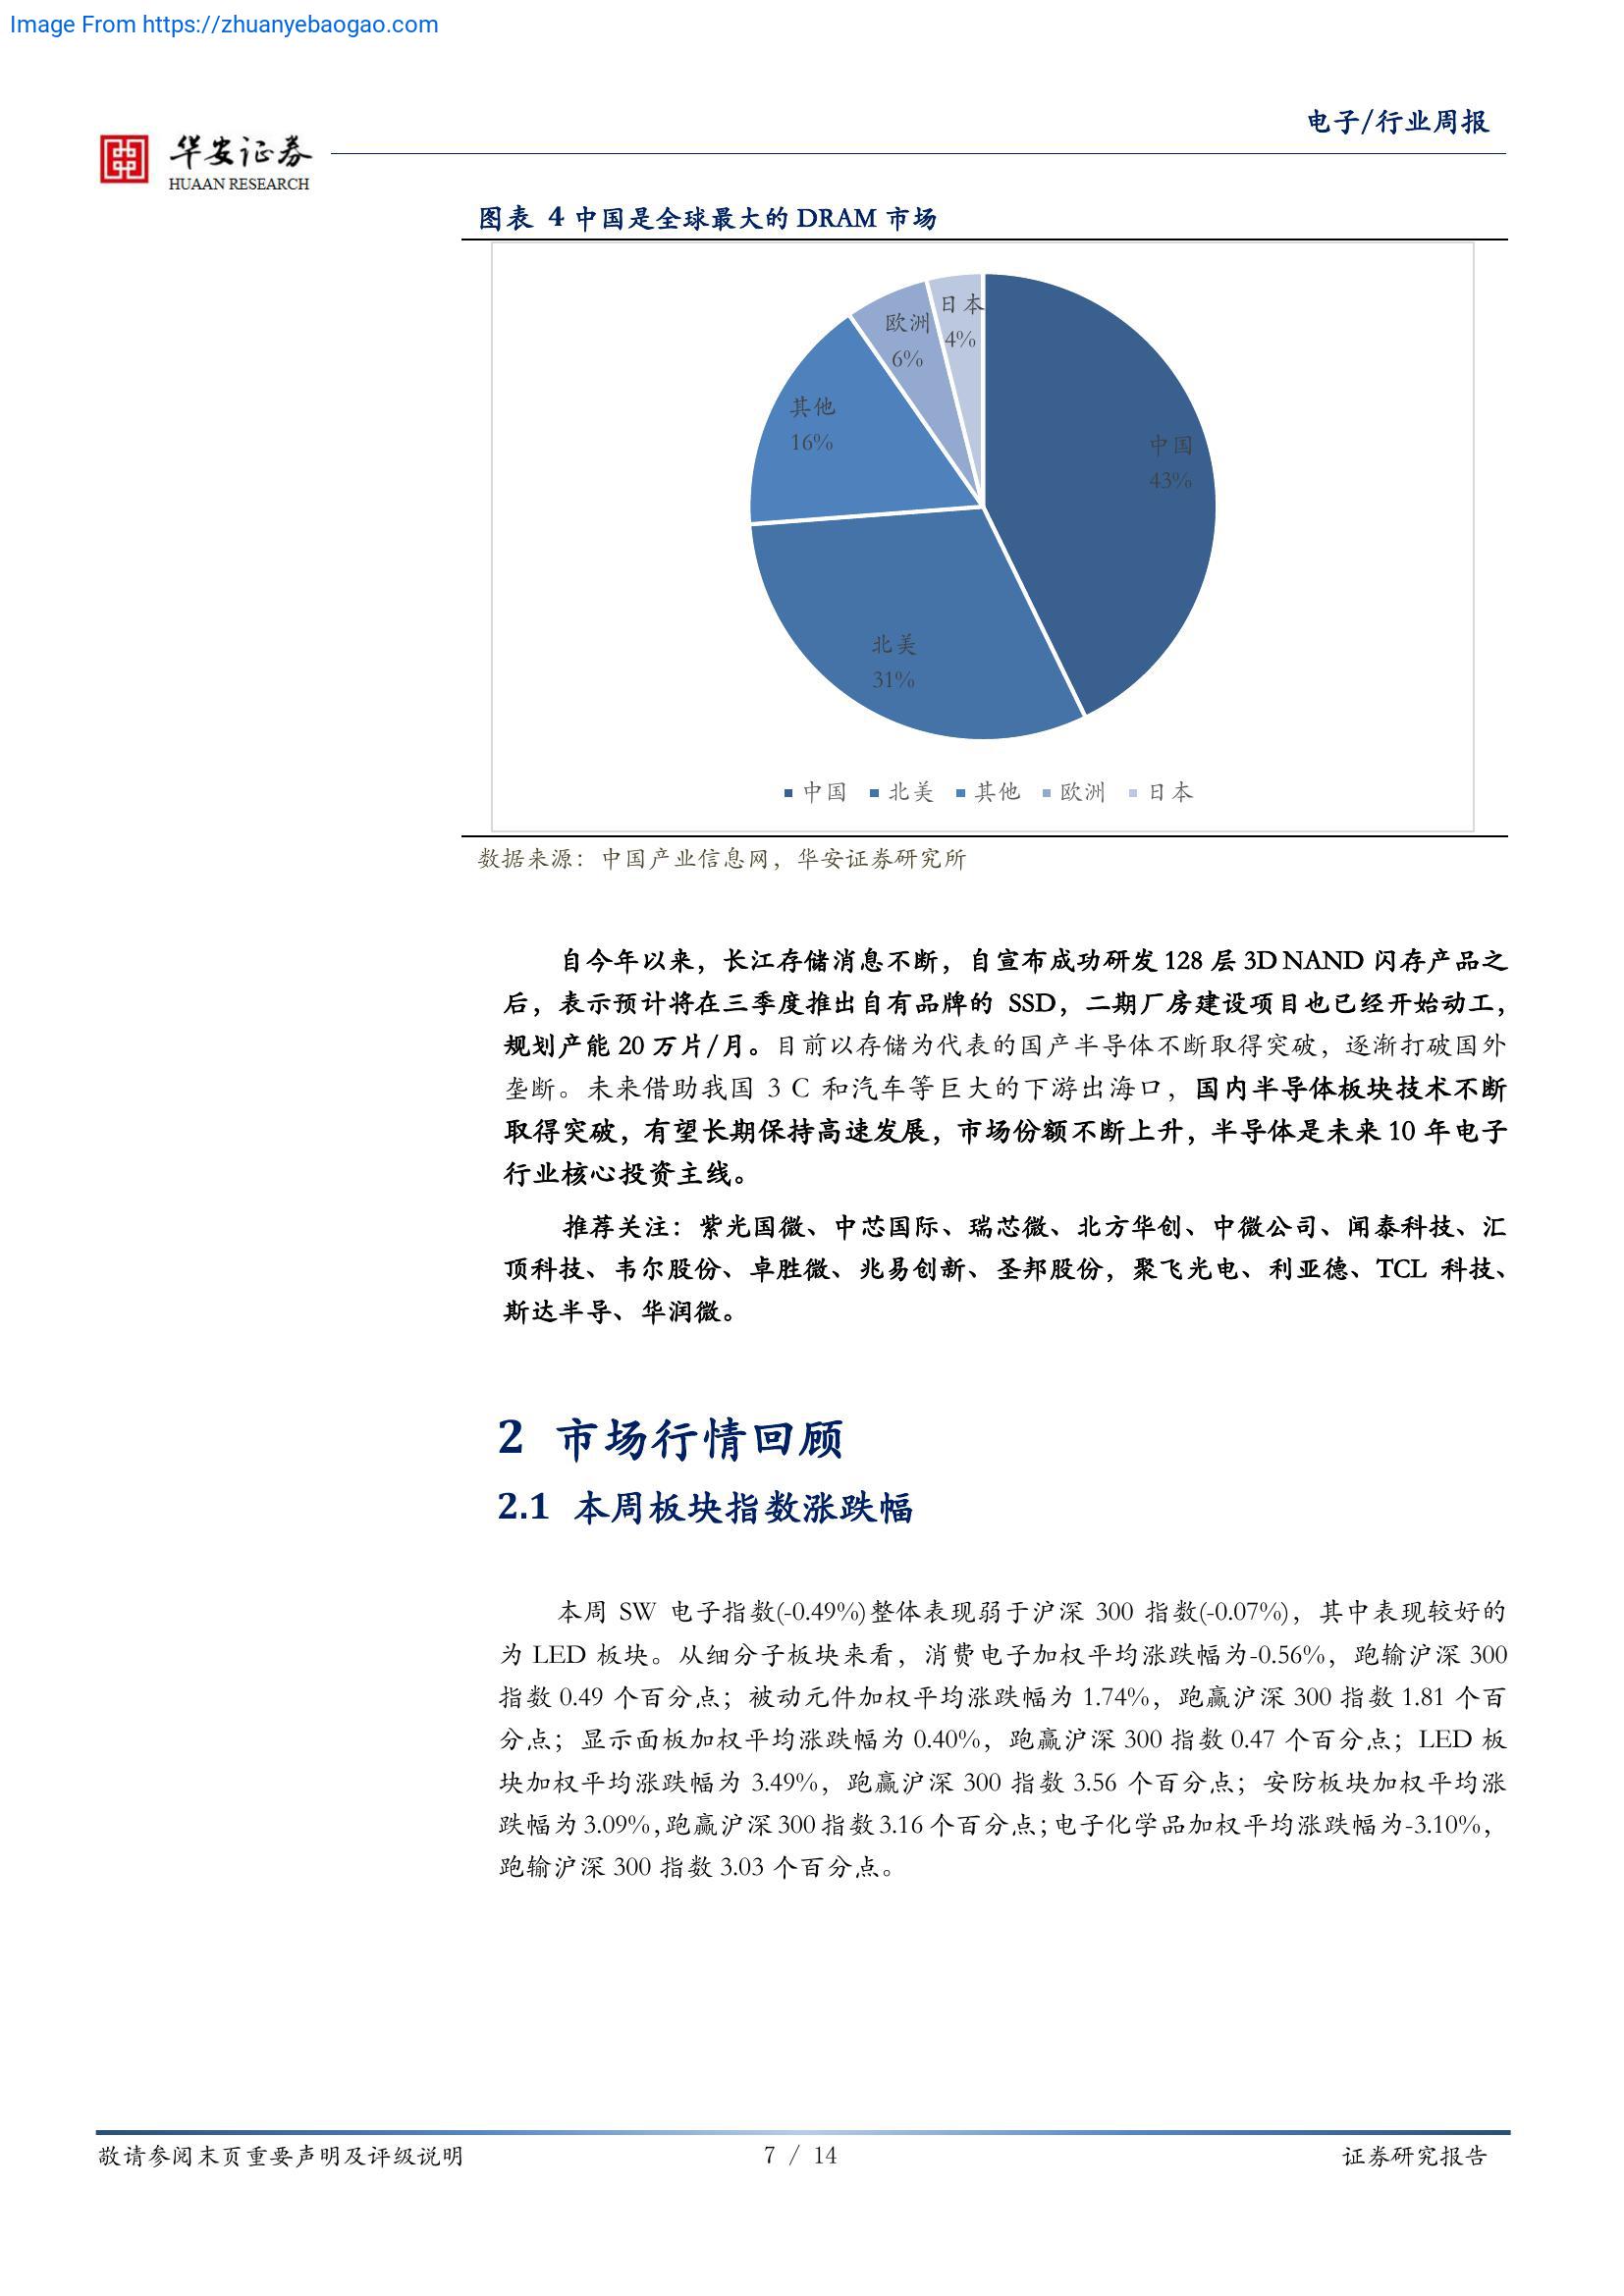 Image From https://zhuanyebaogao.com
电子/行业周报
华安证券
HUAAN RESEARCH
图表 4 中国是全球最大的 DRAM 市场
日本
4%
欧洲
6%
其他
16%
中国
43%
北美
31%
中国 北美 其他 欧洲 日本
数据来源：中国产业信息网，华安证券研究所
自今年以来，长江存储消息不断，自宣布成功研发 128 层 3D NAND 闪存产品之
后，表示预计将在三季度推出自有品牌的 SSD，二期厂房建设项目也已经开始动工，
规划产能 20 万片/月。目前以存储为代表的国产半导体不断取得突破，逐渐打破国外
垄断。未来借助我国 3 C 和汽车等巨大的下游出海口，国内半导体板块技术不断
取得突破，有望长期保持高速发展，市场份额不断上升，半导体是未来 10 年电子
行业核心投资主线。
推荐关注：紫光国微、中芯国际、瑞芯微、北方华创、中微公司、闻泰科技、汇
顶科技、韦尔股份、卓胜微、兆易创新、圣邦股份，聚飞光电、利亚德、TCL 科技、
斯达半导、华润微。
2 市场行情回顾
2.1 本周板块指数涨跌幅
本周 SW 电子指数(-0.49%)整体表现弱于沪深 300 指数(-0.07%)，其中表现较好的
为 LED 板块。从细分子板块来看，消费电子加权平均涨跌幅为-0.56%，跑输沪深 300
指数 0.49 个百分点；被动元件加权平均涨跌幅为 1.74%，跑赢沪深 300 指数 1.81 个百
分点；显示面板加权平均涨跌幅为 0.40%，跑赢沪深 300 指数 0.47 个百分点；LED 板
块加权平均涨跌幅为 3.49%，跑赢沪深 300 指数 3.56 个百分点；安防板块加权平均涨
跌幅为 3.09%，跑赢沪深 300 指数 3.16 个百分点；电子化学品加权平均涨跌幅为-3.10%，
跑输沪深 300 指数 3.03 个百分点。
敬请参阅末页重要声明及评级说明
7 / 14
证券研究报告